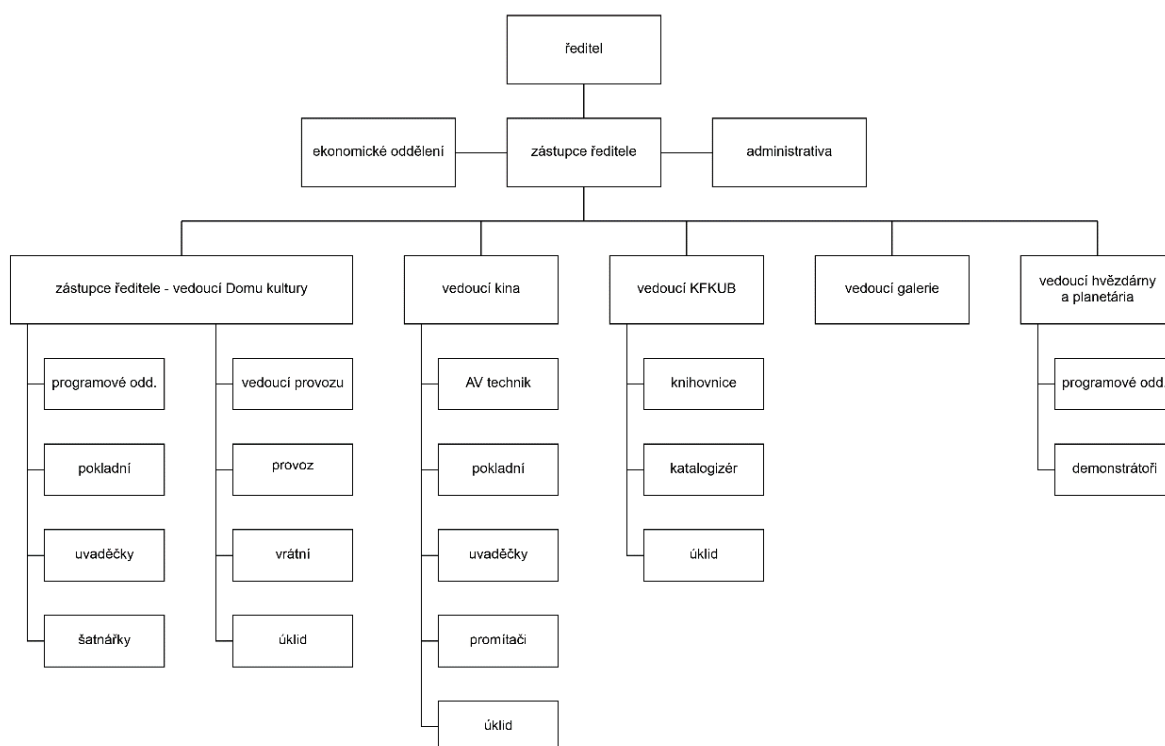 ředitel
ekonomické oddělení
zástupce ředitele
administrativa
zástupce ředitele - vedoucí Domu kultury
vedoucí kina
vedoucí KFKUB
vedoucí galerie
vedoucí hvězdárny
a planetária
programové odd.
vedoucí provozu
AV technik
knihovnice
programové odd.
pokladní
provoz
pokladní
katalogizér
demonstrátoři
uvaděčky
vrátní
uvaděčky
úklid
šatnářky
úklid
promítači
úklid